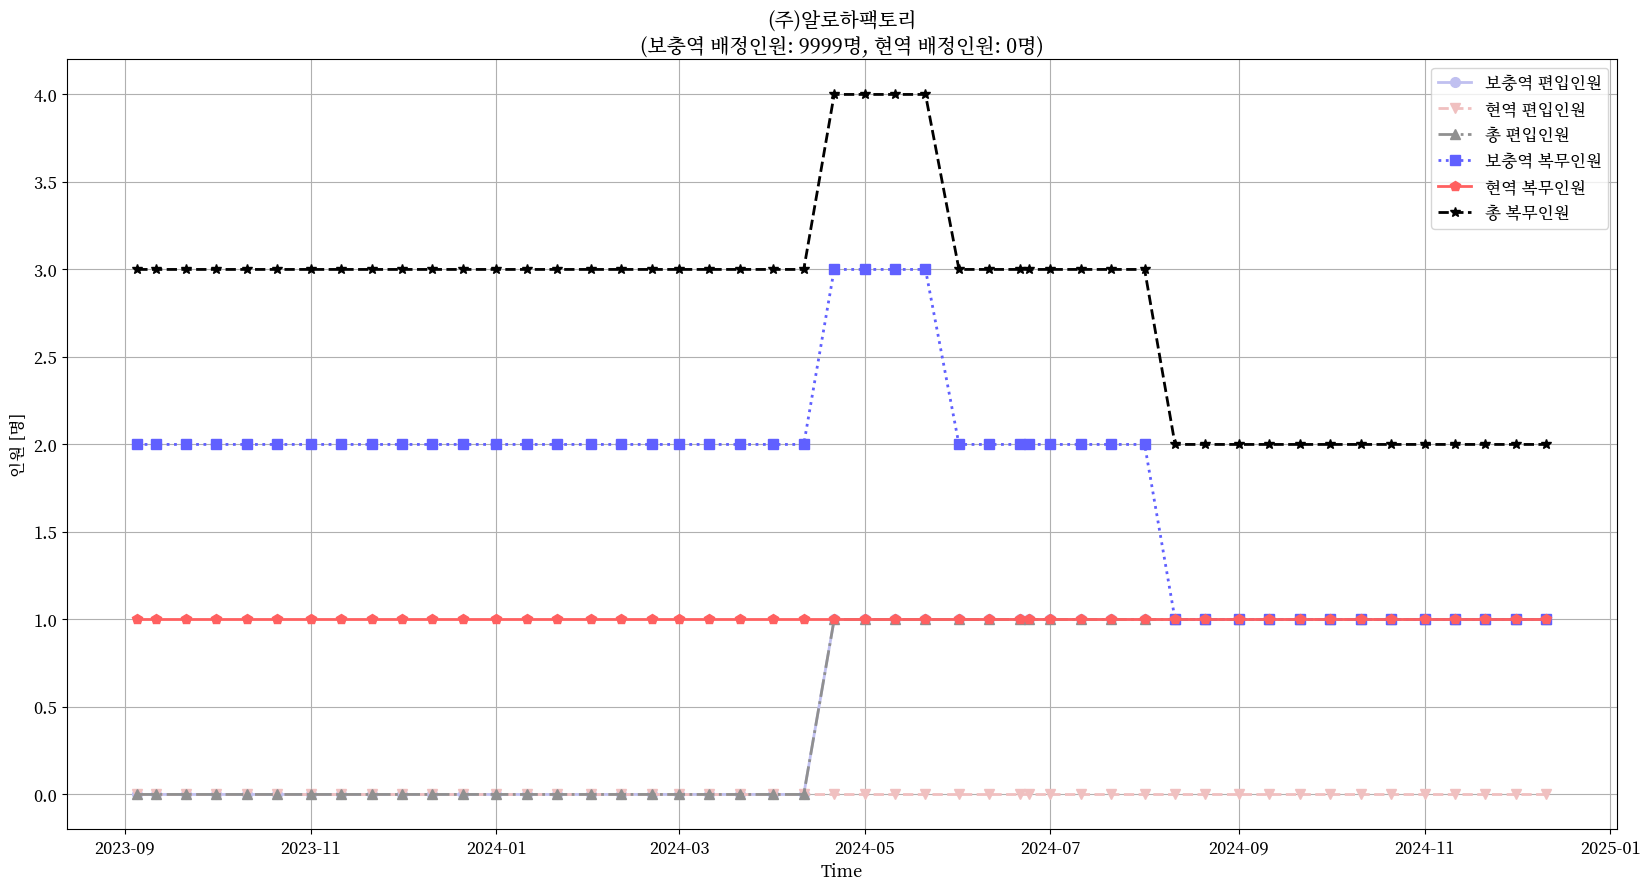 (주)알로하팩토리
(보충역 배정인원: 9999명, 현역 배정인원: 0명)
보충역 편입인원
현역 편입인원
총 편입인원
보충역 복무인원
현역 복무인원
총 복무인원
4.0
3.5
3.0
2.5
2.0
1.5
1.0
0.5
0.0
인원 [명]
2023-09
2023-11
2024-01
2024-03
2024-05
2024-07
2024-09
2024-11
2025-01
Time